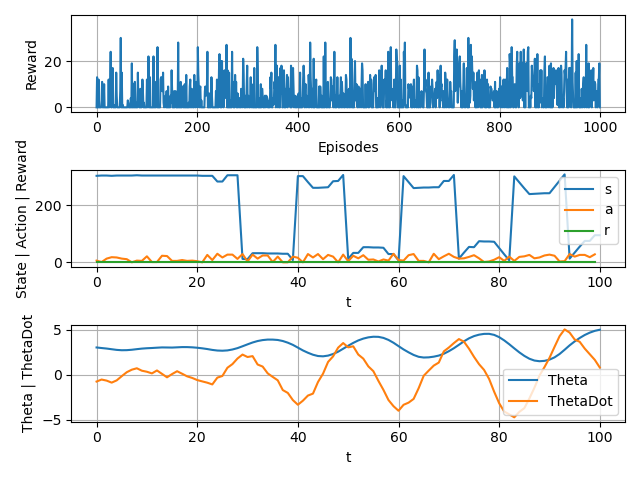 Reward
20
0
0 200 400 600 800 1000
Episodes
State | Action | Reward
200
0
s
a
r
0 20 40 60 80 100
t
Theta | ThetaDot
5
0
−5
Theta
ThetaDot
0 20 40 60 80 100
t